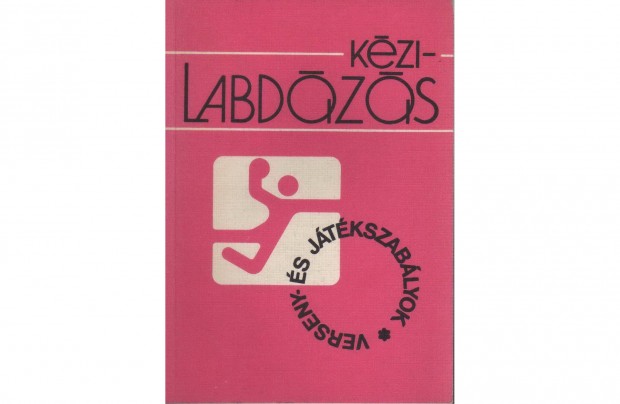 KÉZI-
LABDÁZÁS
VERSENY- ÉS JÁTÉKSZABÁLYOK *